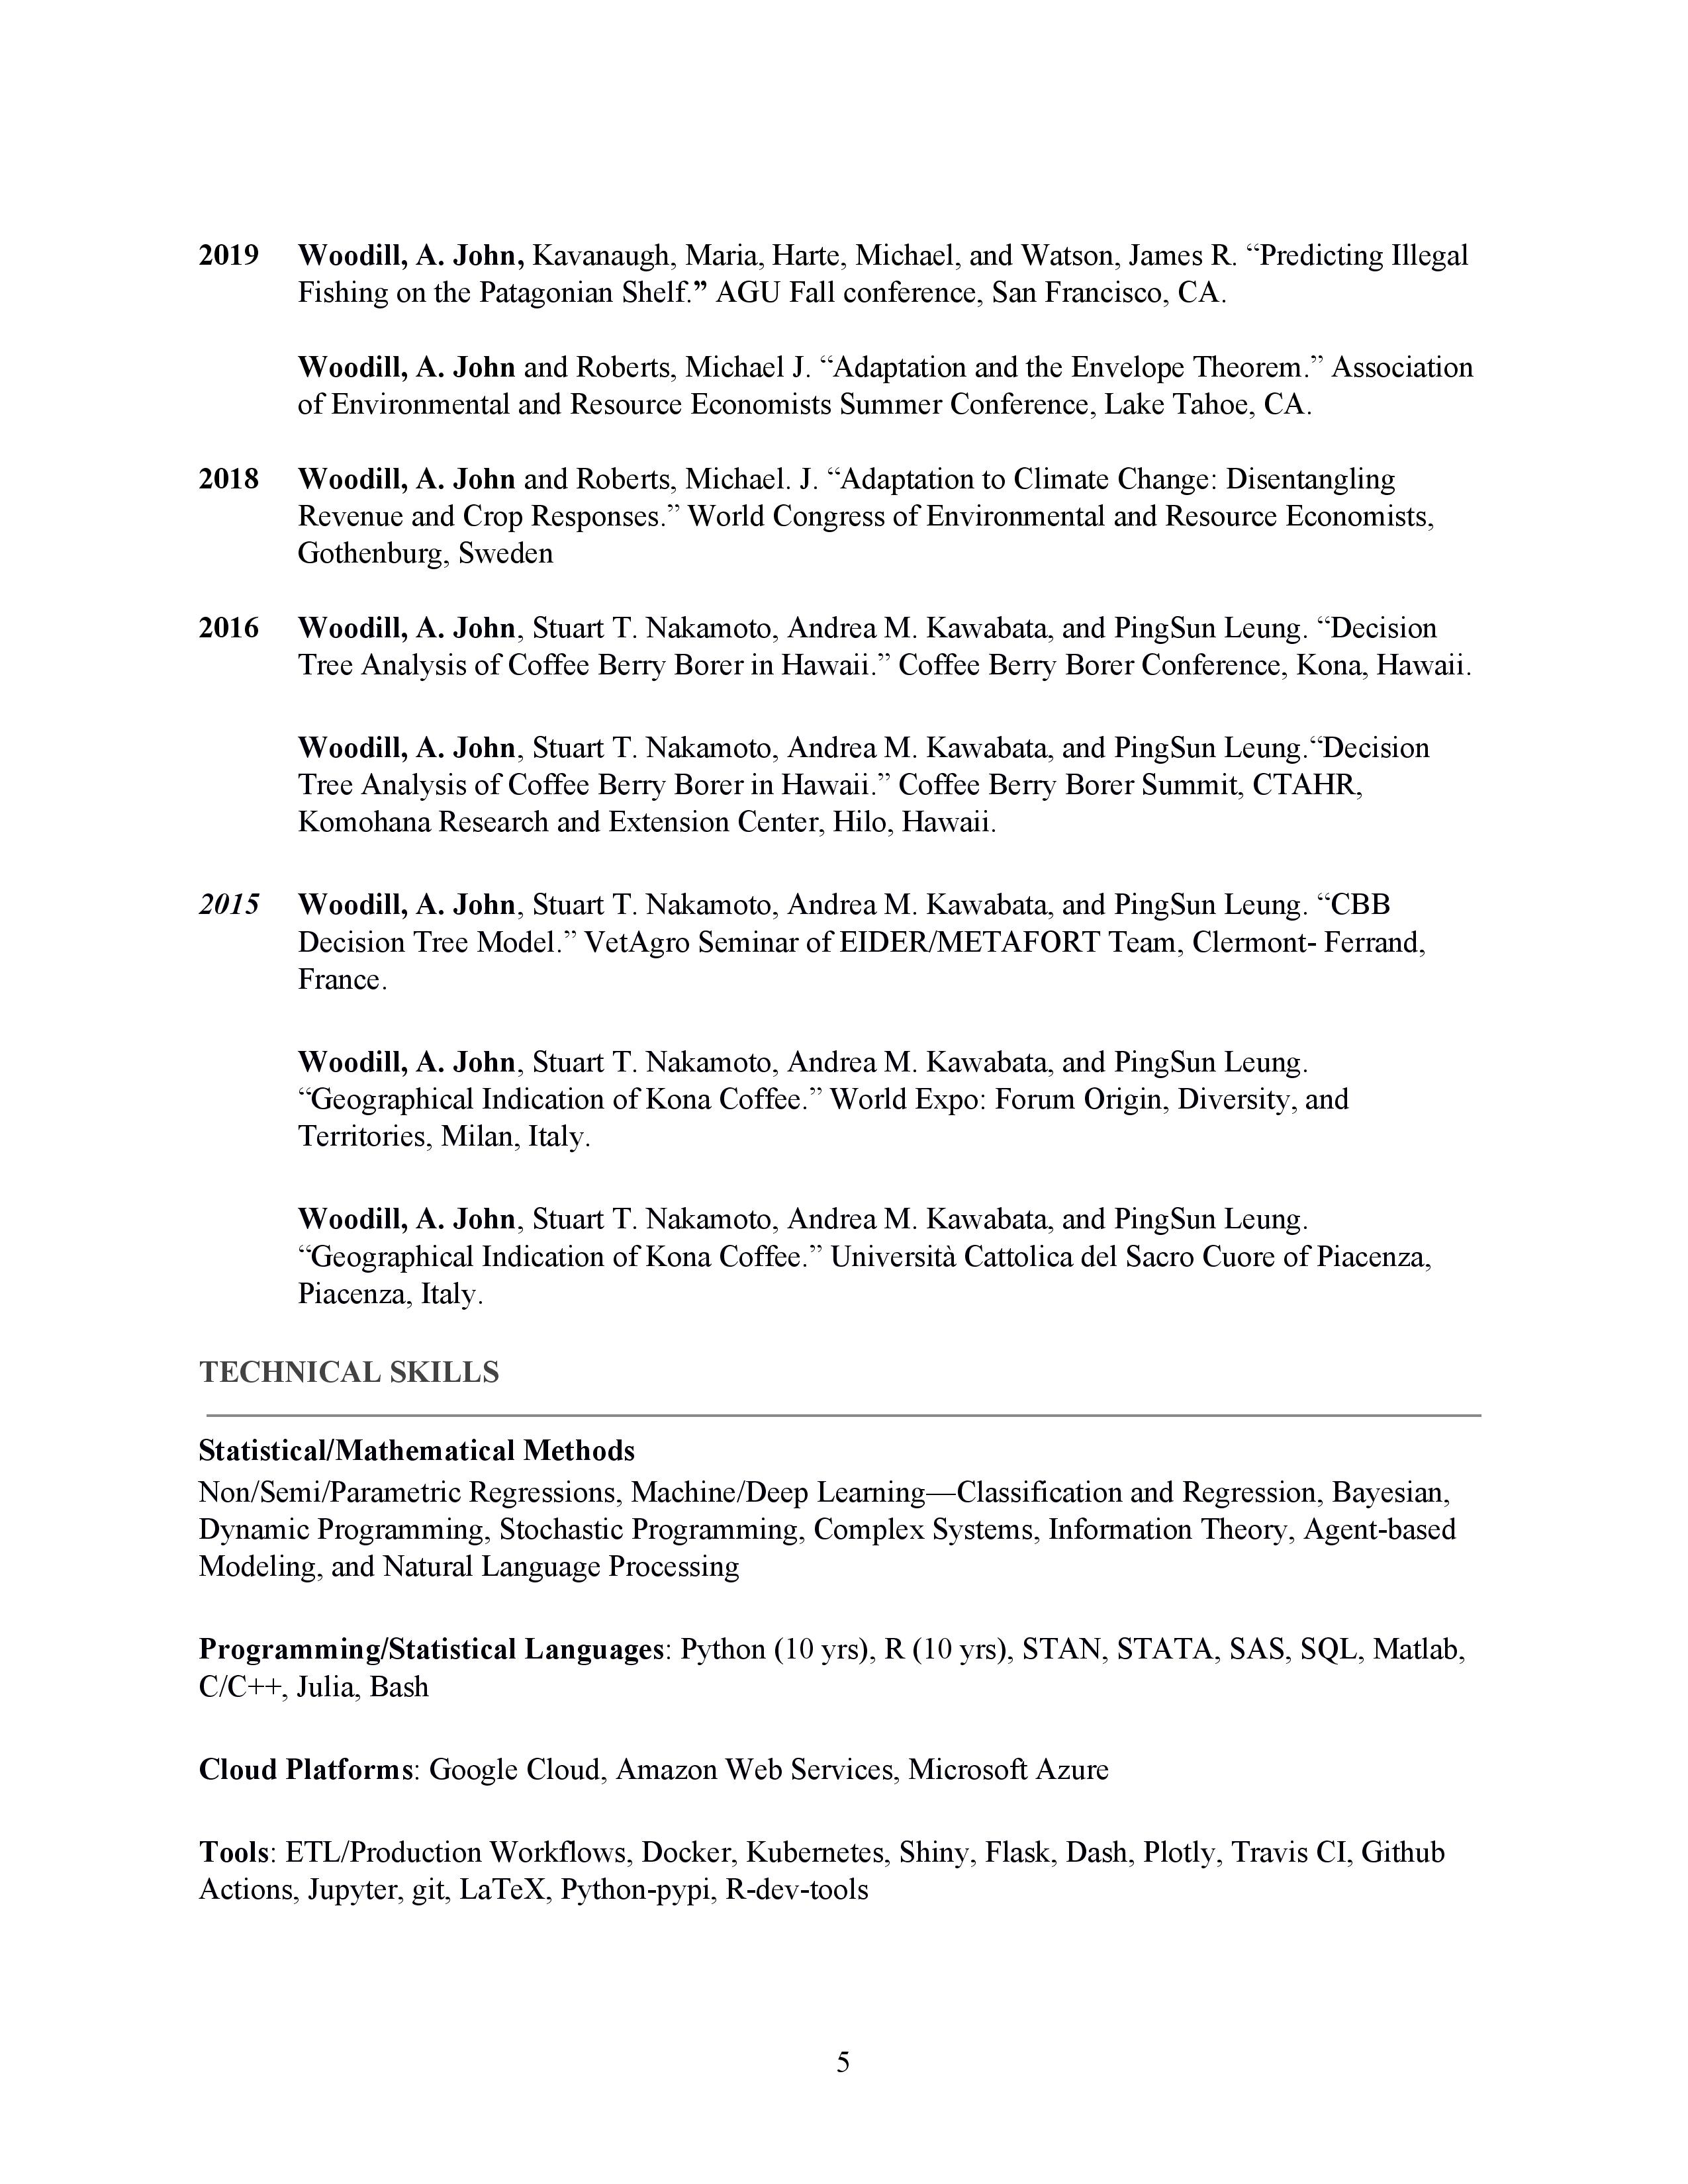 2019 Woodill, A. John, Kavanaugh, Maria, Harte, Michael, and Watson, James R. “Predicting Illegal
Fishing on the Patagonian Shelf.” AGU Fall conference, San Francisco, CA.
Woodill, A. John and Roberts, Michael J. “Adaptation and the Envelope Theorem.” Association
of Environmental and Resource Economists Summer Conference, Lake Tahoe, CA.
2018 Woodill, A. John and Roberts, Michael. J. “Adaptation to Climate Change: Disentangling
Revenue and Crop Responses.” World Congress of Environmental and Resource Economists,
Gothenburg, Sweden
2016 Woodill, A. John, Stuart T. Nakamoto, Andrea M. Kawabata, and PingSun Leung. “Decision
Tree Analysis of Coffee Berry Borer in Hawaii.” Coffee Berry Borer Conference, Kona, Hawaii.
Woodill, A. John, Stuart T. Nakamoto, Andrea M. Kawabata, and PingSun Leung.“Decision
Tree Analysis of Coffee Berry Borer in Hawaii.” Coffee Berry Borer Summit, CTAHR,
Komohana Research and Extension Center, Hilo, Hawaii.
2015 Woodill, A. John, Stuart T. Nakamoto, Andrea M. Kawabata, and PingSun Leung. “CBB
Decision Tree Model.” VetAgro Seminar of EIDER/METAFORT Team, Clermont- Ferrand,
France.
Woodill, A. John, Stuart T. Nakamoto, Andrea M. Kawabata, and PingSun Leung.
“Geographical Indication of Kona Coffee.” World Expo: Forum Origin, Diversity, and
Territories, Milan, Italy.
Woodill, A. John, Stuart T. Nakamoto, Andrea M. Kawabata, and PingSun Leung.
“Geographical Indication of Kona Coffee.” Università Cattolica del Sacro Cuore of Piacenza,
Piacenza, Italy.
TECHNICAL SKILLS
Statistical/Mathematical Methods
Non/Semi/Parametric Regressions, Machine/Deep Learning—Classification and Regression, Bayesian,
Dynamic Programming, Stochastic Programming, Complex Systems, Information Theory, Agent-based
Modeling, and Natural Language Processing
Programming/Statistical Languages: Python (10 yrs), R (10 yrs), STAN, STATA, SAS, SQL, Matlab,
C/C++, Julia, Bash
Cloud Platforms: Google Cloud, Amazon Web Services, Microsoft Azure
Tools: ETL/Production Workflows, Docker, Kubernetes, Shiny, Flask, Dash, Plotly, Travis CI, Github
Actions, Jupyter, git, LaTeX, Python-pypi, R-dev-tools
5